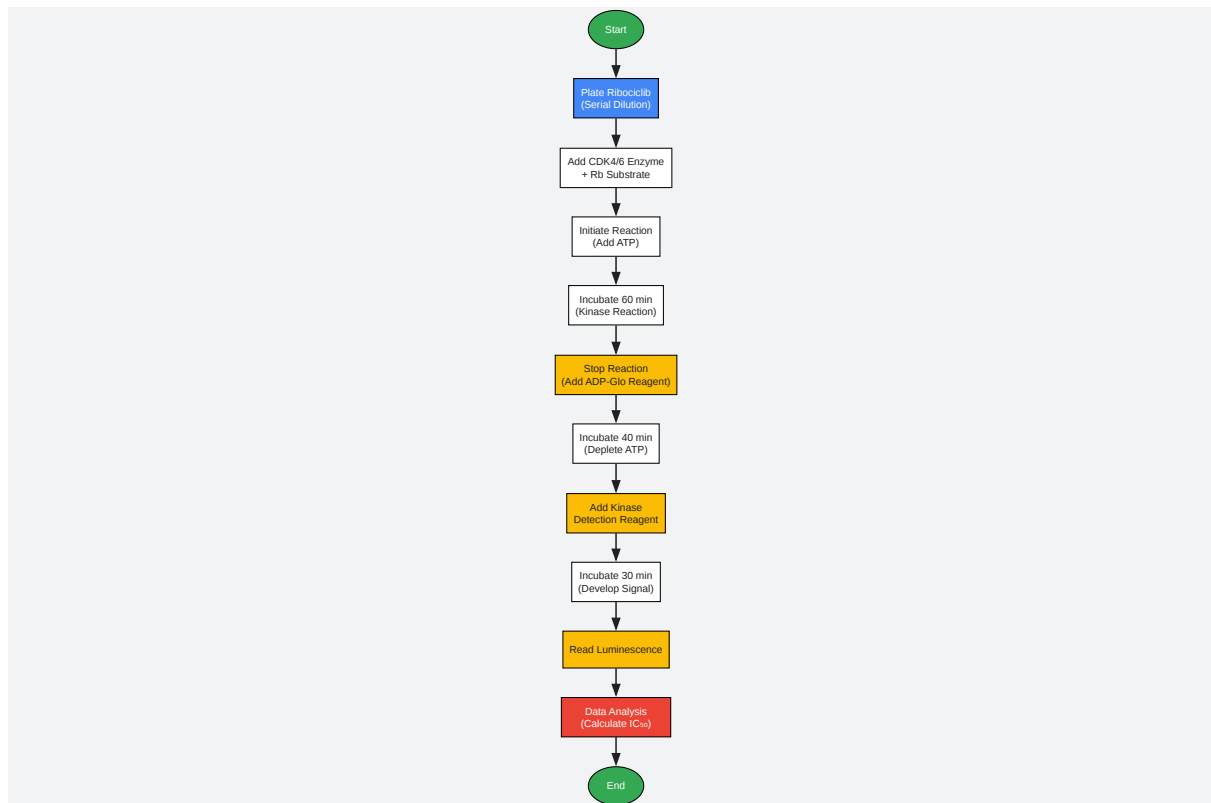 Start
Plate Ribociclib
(Serial Dilution)
Add CDK4/6 Enzyme
+ Rb Substrate
Initiate Reaction
(Add ATP)
Incubate 60 min
(Kinase Reaction)
Stop Reaction
(Add ADP-Glo Reagent)
Incubate 40 min
(Deplete ATP)
Add Kinase
Detection Reagent
Incubate 30 min
(Develop Signal)
Read Luminescence
Data Analysis
(Calculate IC₅₀)
End